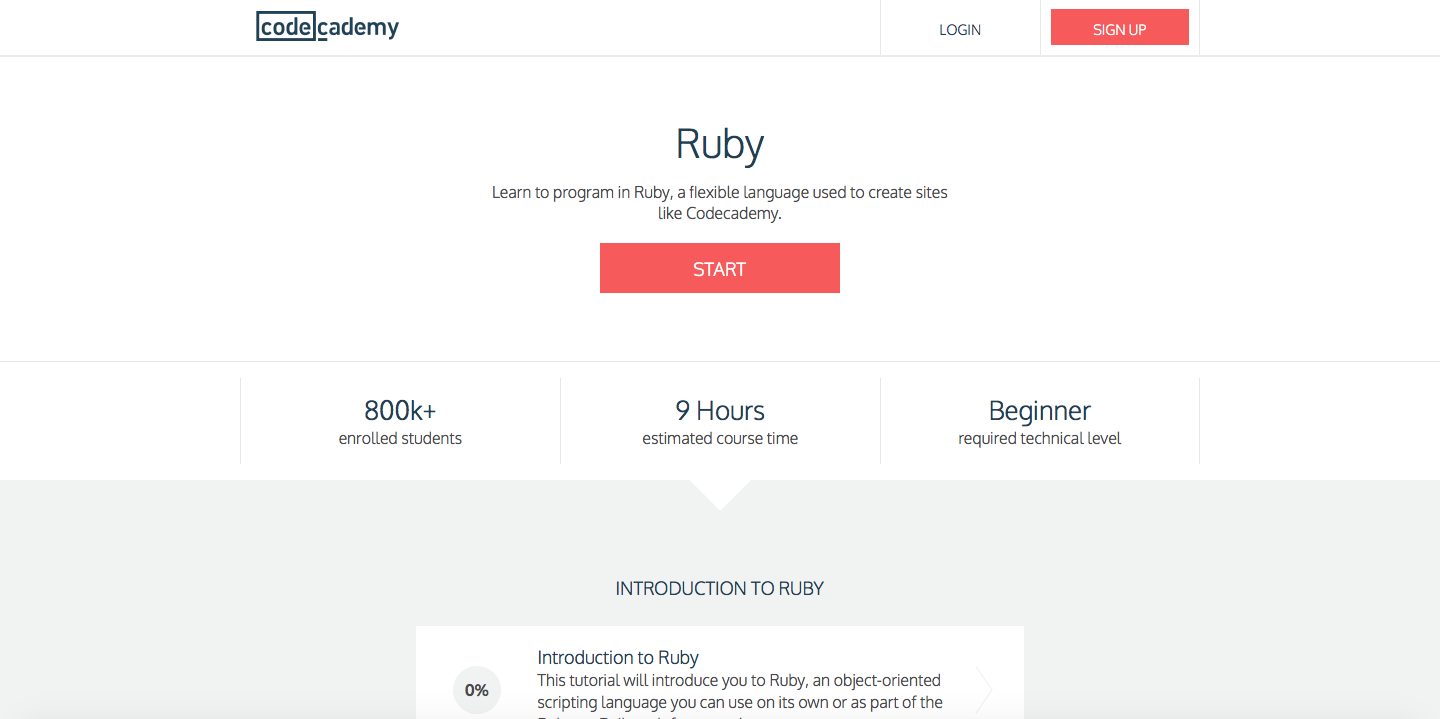 codecademy
LOGIN
SIGN UP
Ruby
Learn to program in Ruby, a flexible language used to create sites
like Codecademy.
START
800k+
enrolled students
9 Hours
estimated course time
Beginner
required technical level
INTRODUCTION TO RUBY
0%
Introduction to Ruby
This tutorial will introduce you to Ruby, an object-oriented
scripting language you can use on its own or as part of the